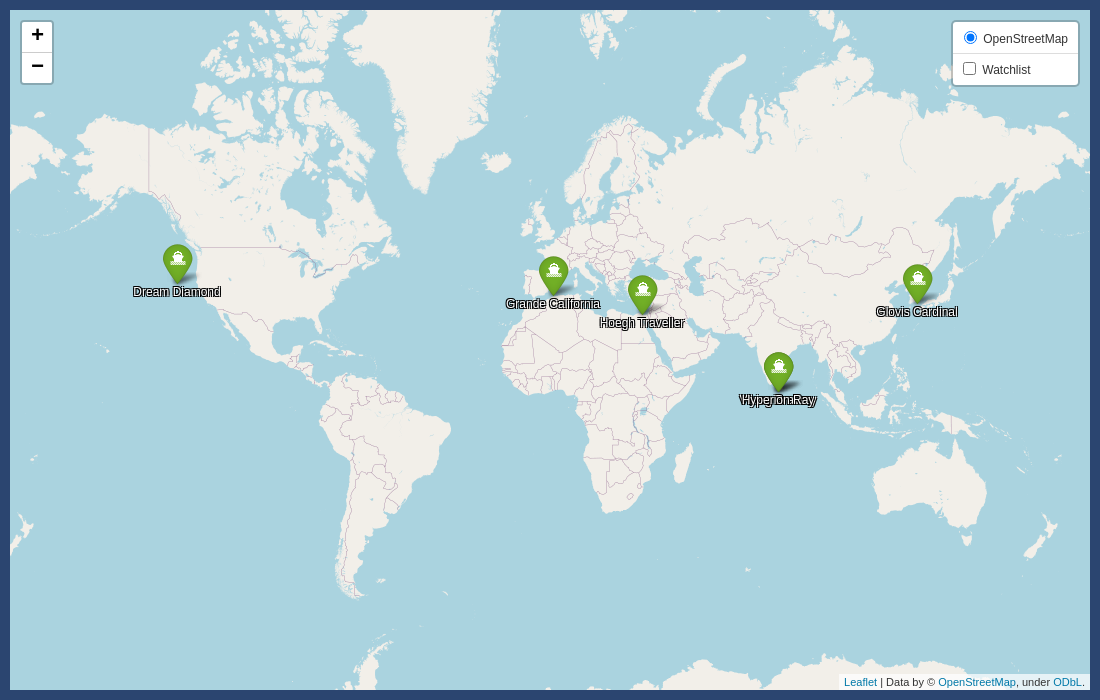 +
−
OpenStreetMap
Watchlist
Dream Diamond
Grande California
Hoegh Traveller
Glovis Cardinal
Hyperion Ray
Leaflet | Data by © OpenStreetMap, under ODbL.